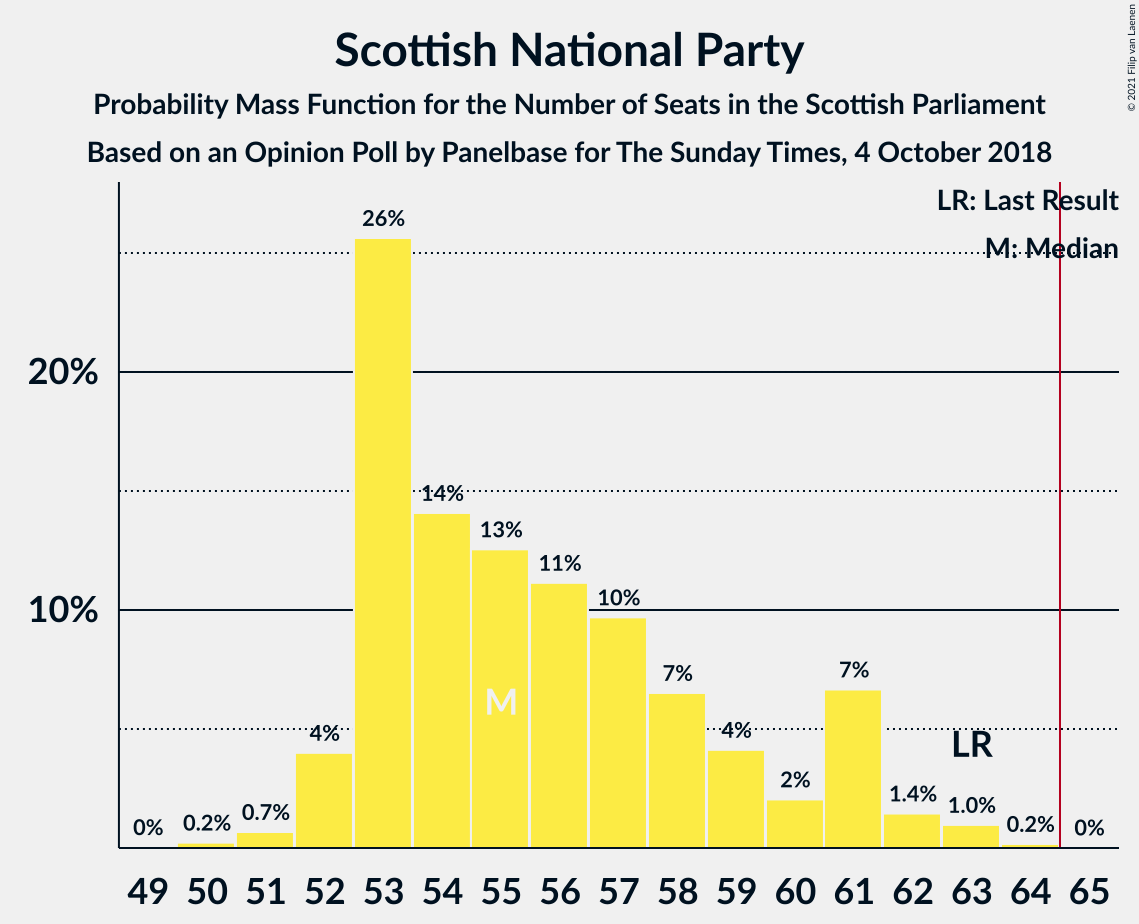 Scottish National Party
Probability Mass Function for the Number of Seats in the Scottish Parliament
Based on an Opinion Poll by Panelbase for The Sunday Times, 4 October 2018
© 2021 Filip van Laenen
LR: Last Result
M: Median
20%
10%
0%
0.2%
0.7%
4%
26%
14%
13%
11%
10%
7%
4%
2%
7%
1.4%
1.0%
0.2%
0%
M
LR
49 50 51 52 53 54 55 56 57 58 59 60 61 62 63 64 65